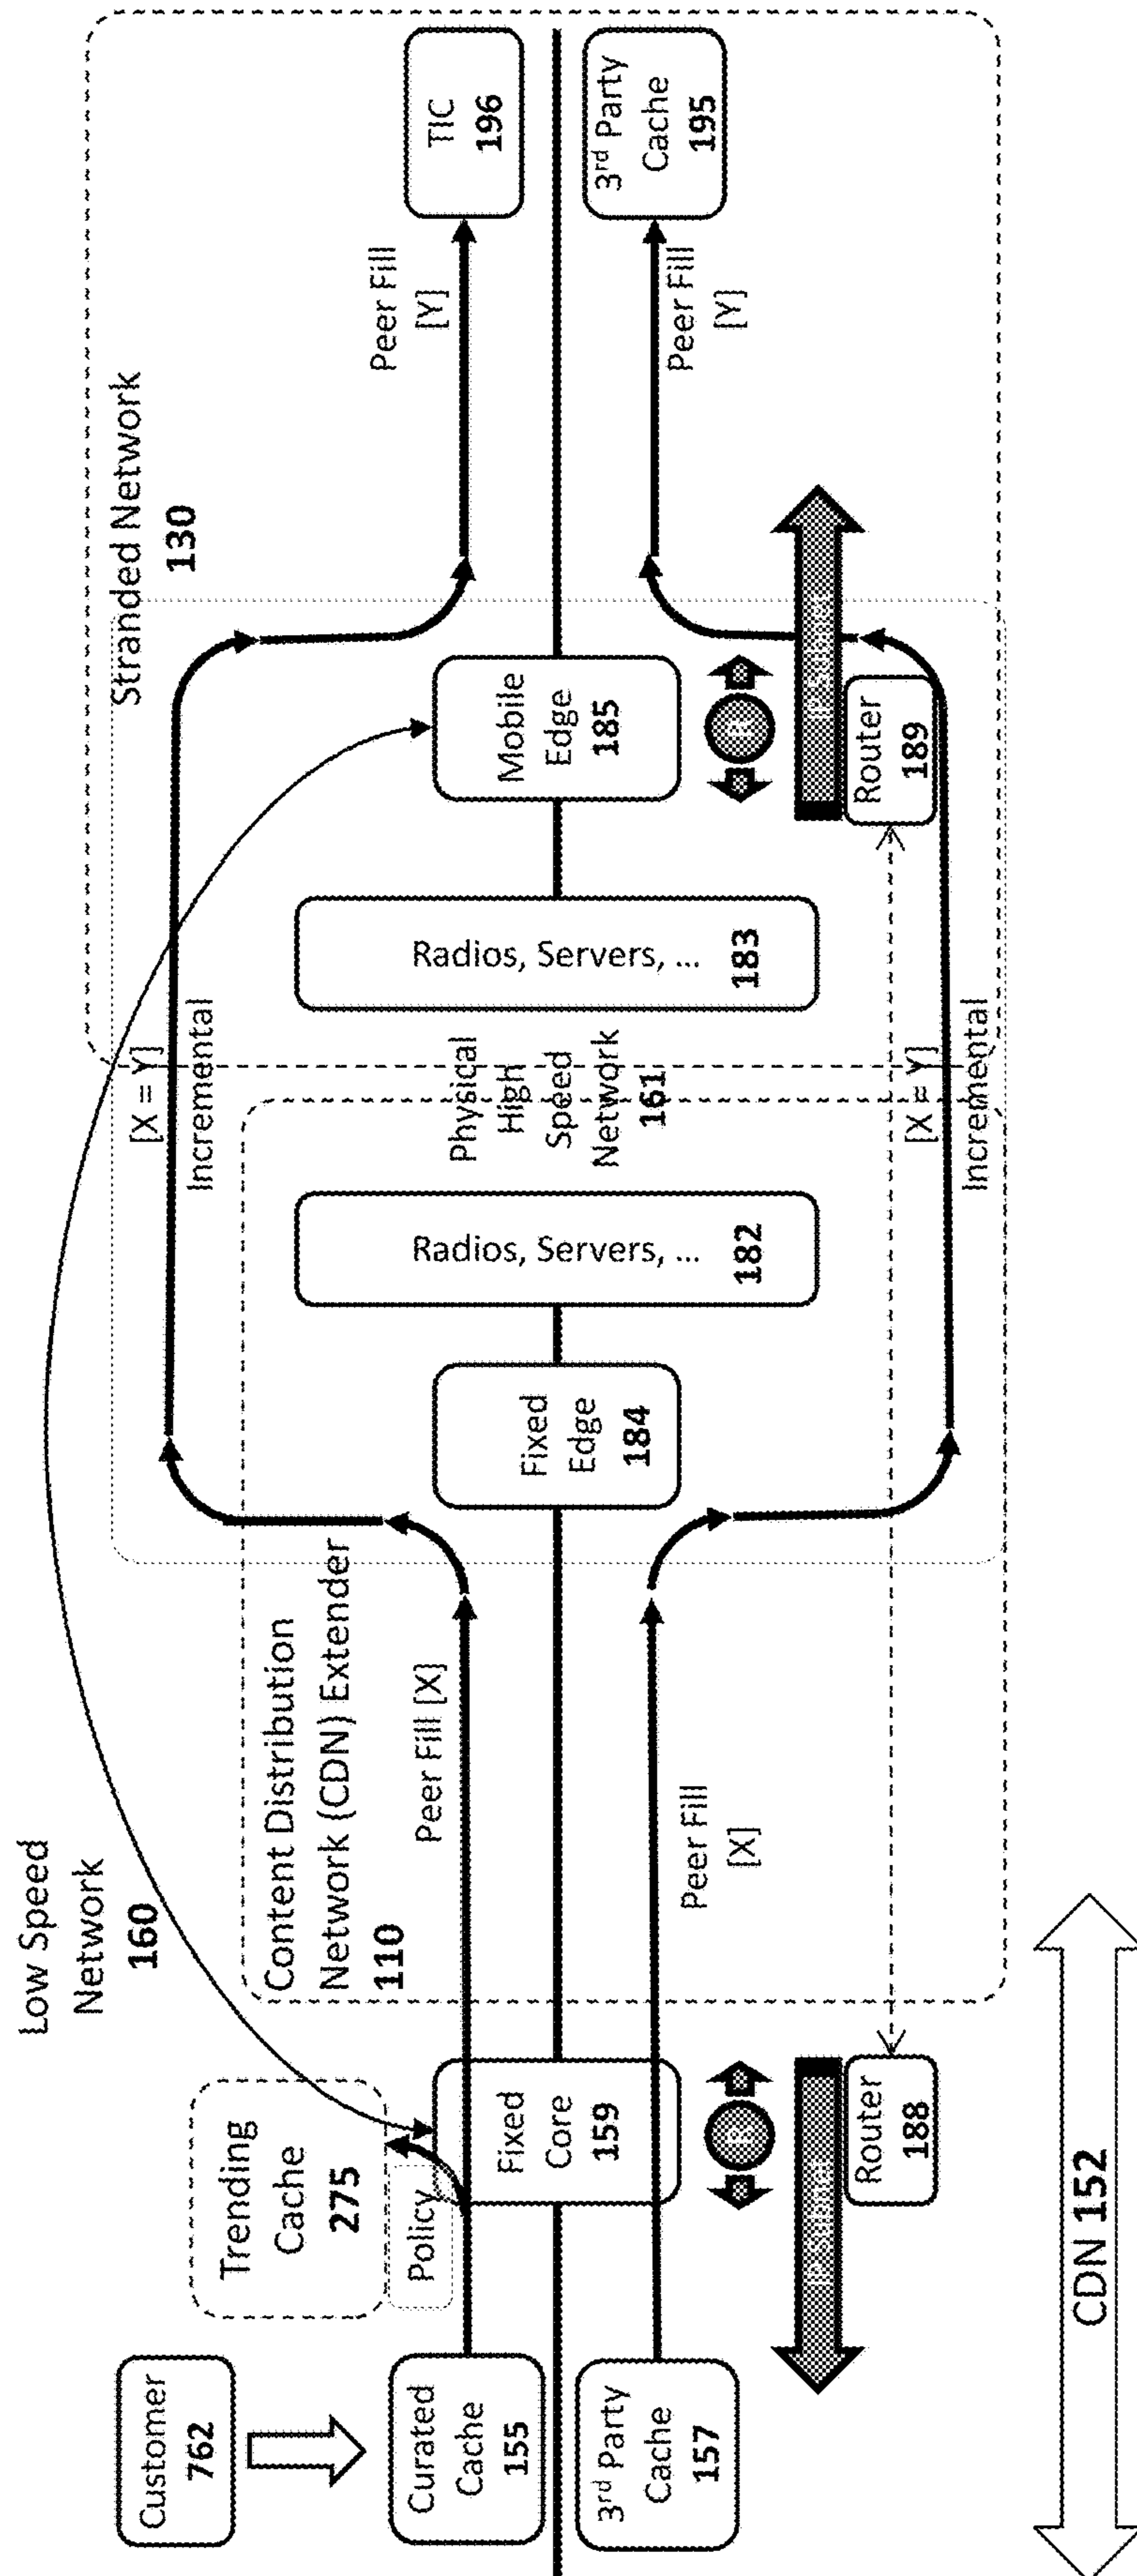 Low Speed
Network
160
Stranded Network
130
Customer
762
Trending
Cache
275
Policy
Content Distribution
Network (CDN) Extender
110
[X = Y]
Incremental
Curated
Cache
155
Peer Fill [X]
Peer Fill
[Y]
TIC
196
Fixed
Core
159
Fixed
Edge
184
Radios, Servers, ...
182
Physical
High
Speed
Network
161
Radios, Servers, ...
183
Mobile
Edge
185
3rd Party
Cache
157
Peer Fill
[X]
Peer Fill
[Y]
3rd Party
Cache
195
Router
188
Router
189
[X = Y]
Incremental
CDN 152